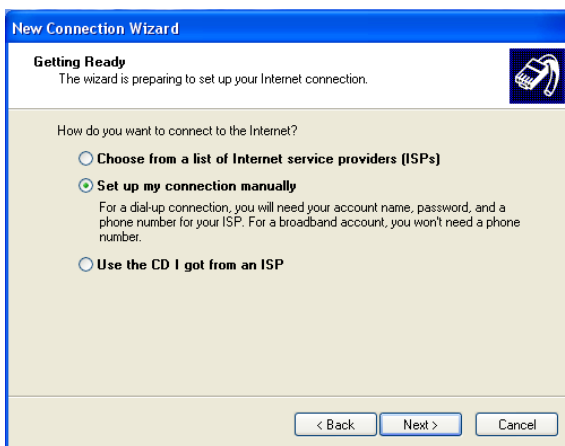 New Connection Wizard
Getting Ready
The wizard is preparing to set up your Internet connection.
How do you want to connect to the Internet?
Choose from a list of Internet service providers (ISPs)
Set up my connection manually
For a dial-up connection, you will need your account name, password, and a
phone number for your ISP. For a broadband account, you won't need a phone
number.
Use the CD I got from an ISP
< Back
Next >
Cancel